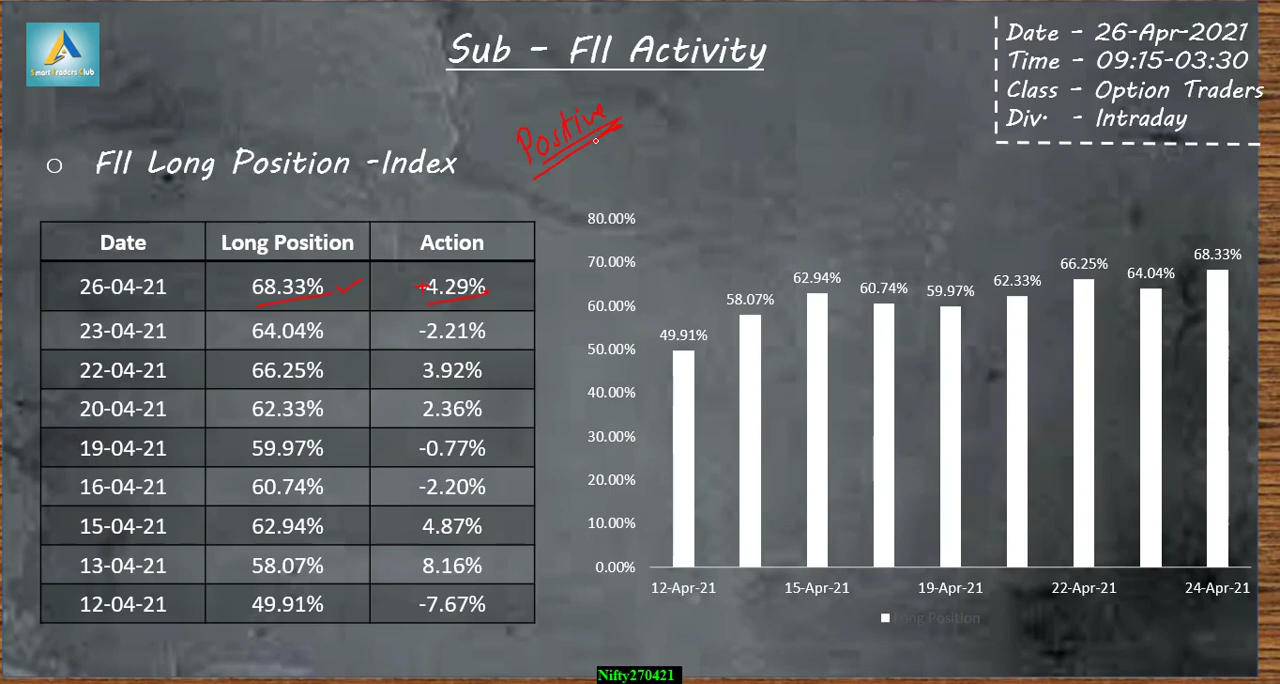 Smart Traders Club
Sub - FII Activity
Date - 26-Apr-2021
Time - 09:15-03:30
Class - Option Traders
Div. - Intraday
Positive
FII Long Position -Index
Date Long Position Action
26-04-21 68.33% +4.29%
23-04-21 64.04% -2.21%
22-04-21 66.25% 3.92%
20-04-21 62.33% 2.36%
19-04-21 59.97% -0.77%
16-04-21 60.74% -2.20%
15-04-21 62.94% 4.87%
13-04-21 58.07% 8.16%
12-04-21 49.91% -7.67%
80.00%
70.00%
60.00%
50.00%
40.00%
30.00%
20.00%
10.00%
0.00%
49.91% 58.07% 62.94% 60.74% 59.97% 62.33% 66.25% 64.04% 68.33%
12-Apr-21 15-Apr-21 19-Apr-21 22-Apr-21 24-Apr-21
Long Position
Nifty270421